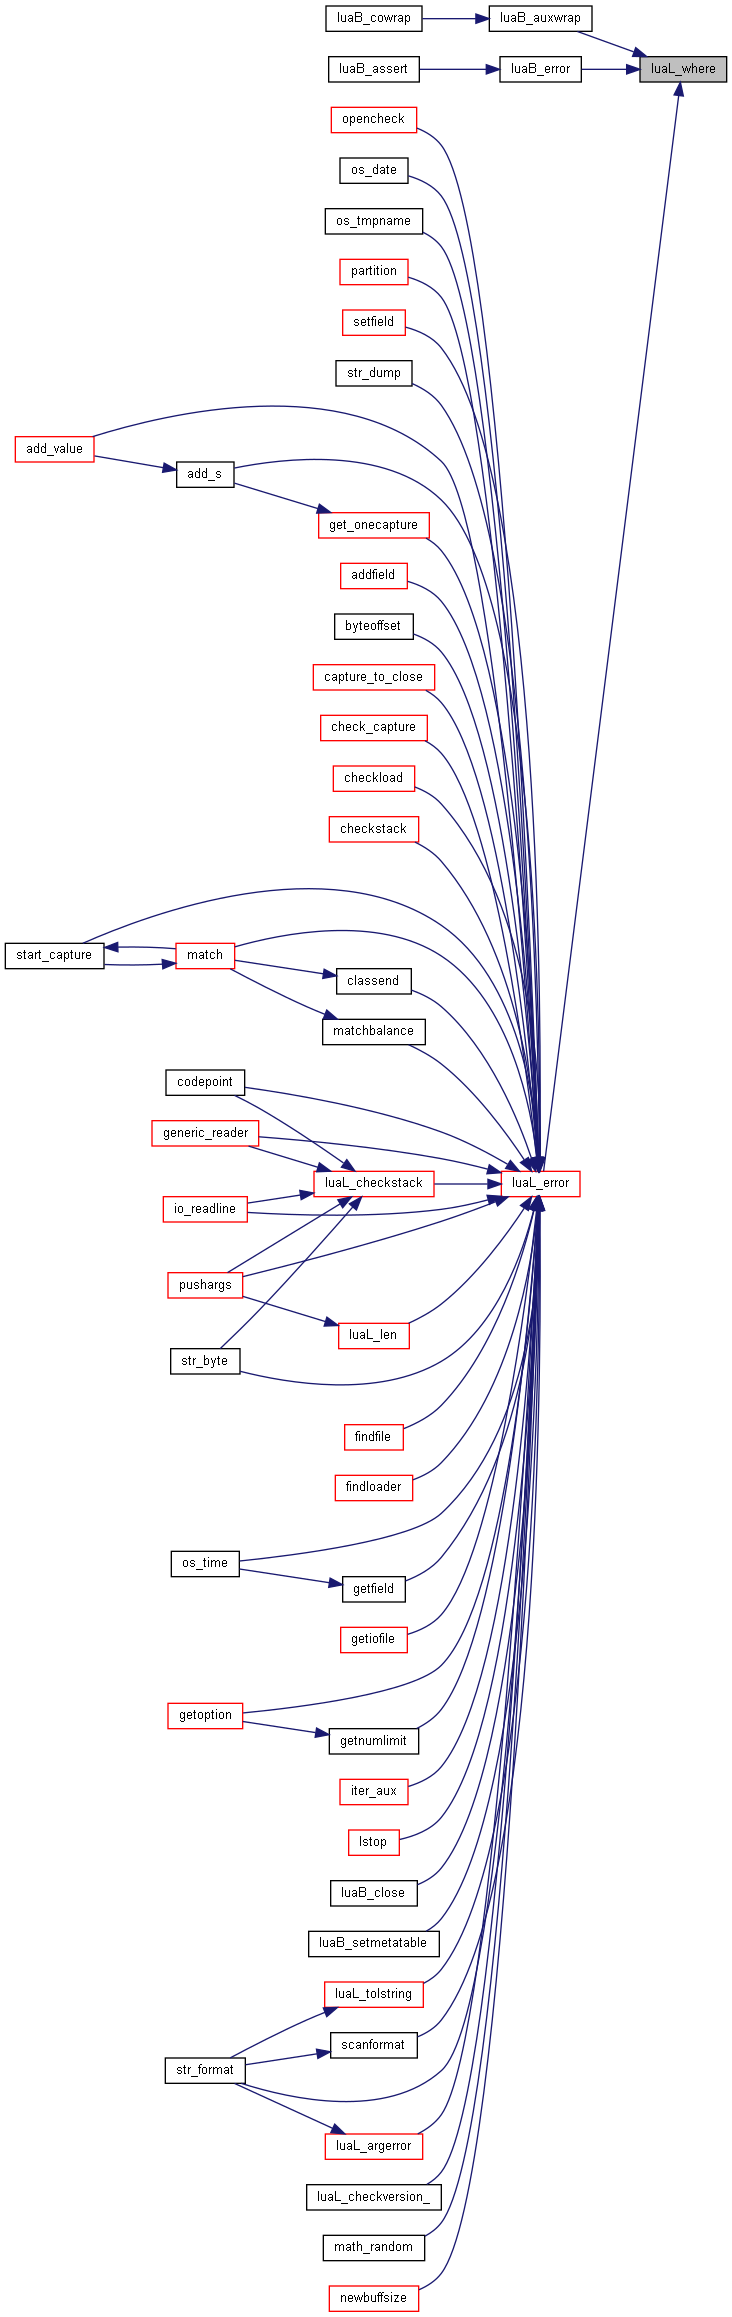 luaB_cowrap
luaB_auxwrap
luaB_assert
luaB_error
luaL_where
opencheck
os_date
os_tmpname
partition
setfield
str_dump
add_value
add_s
get_onecapture
addfield
byteoffset
capture_to_close
check_capture
checkload
checkstack
start_capture
match
classend
matchbalance
codepoint
generic_reader
luaL_checkstack
luaL_error
io_readline
pushargs
luaL_len
str_byte
findfile
findloader
os_time
getfield
getiofile
getoption
getnumlimit
iter_aux
lstop
luaB_close
luaB_setmetatable
luaL_tolstring
scanformat
str_format
luaL_argerror
luaL_checkversion_
math_random
newbuffsize